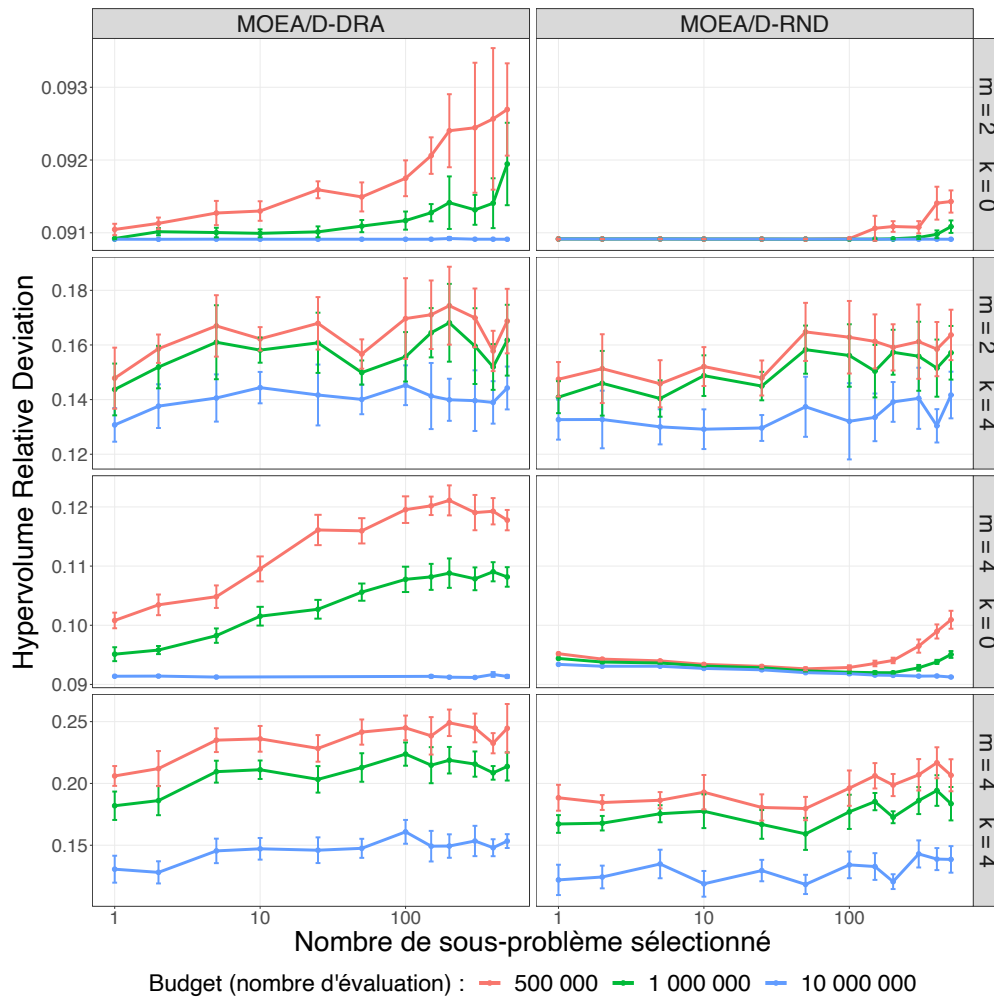 MOEA/D-DRA
MOEA/D-RND
Hypervolume Relative Deviation
0.093
0.092
0.091
m = 2 k = 0
0.18
0.16
0.14
0.12
m = 2 k = 4
0.12
0.11
0.10
0.09
m = 4 k = 0
0.25
0.20
0.15
m = 4 k = 4
1 10 100
1 10 100
Nombre de sous-problème sélectionné
Budget (nombre d'évaluation) : 500 000 1 000 000 10 000 000